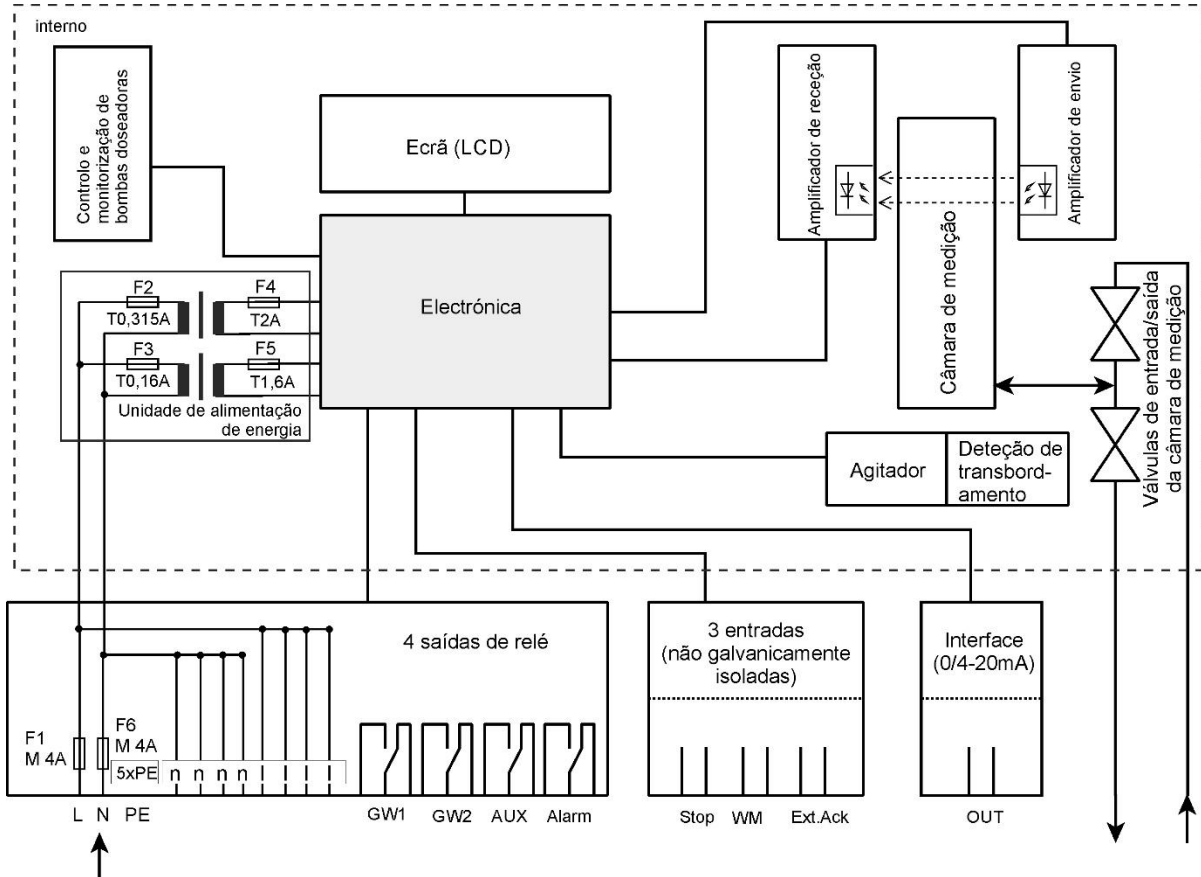 interno
Controlo e
monitorização de
bombas doseadoras
Ecrã (LCD)
Amplificador de receção
Amplificador de envio
Câmara de medição
Electrónica
F2
T0,315A
F4
T2A
F3
T0,16A
F5
T1,6A
Unidade de alimentação
de energia
Válvulas de entrada/saída
da câmara de medição
Agitador
Deteção de
transbord-
amento
4 saídas de relé
3 entradas
(não galvanicamente
isoladas)
Interface
(0/4-20mA)
F1
M 4A
F6
M 4A
5xPE
n n n n
L N PE
GW1 GW2 AUX Alarm
Stop WM Ext.Ack
OUT